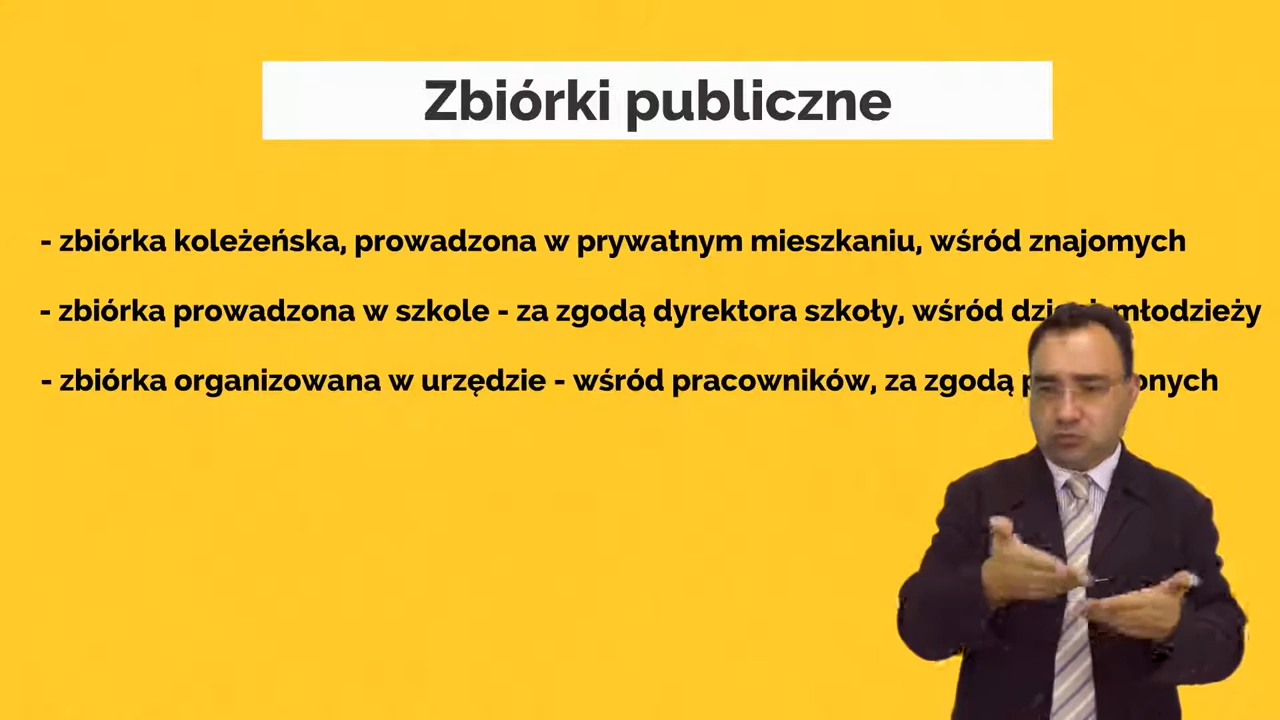 Zbiórki publiczne
- zbiórka koleżeńska, prowadzona w prywatnym mieszkaniu, wśród znajomych
- zbiórka prowadzona w szkole - za zgodą dyrektora szkoły, wśród młodzieży
- zbiórka organizowana w urzędzie - wśród pracowników, za zgodą